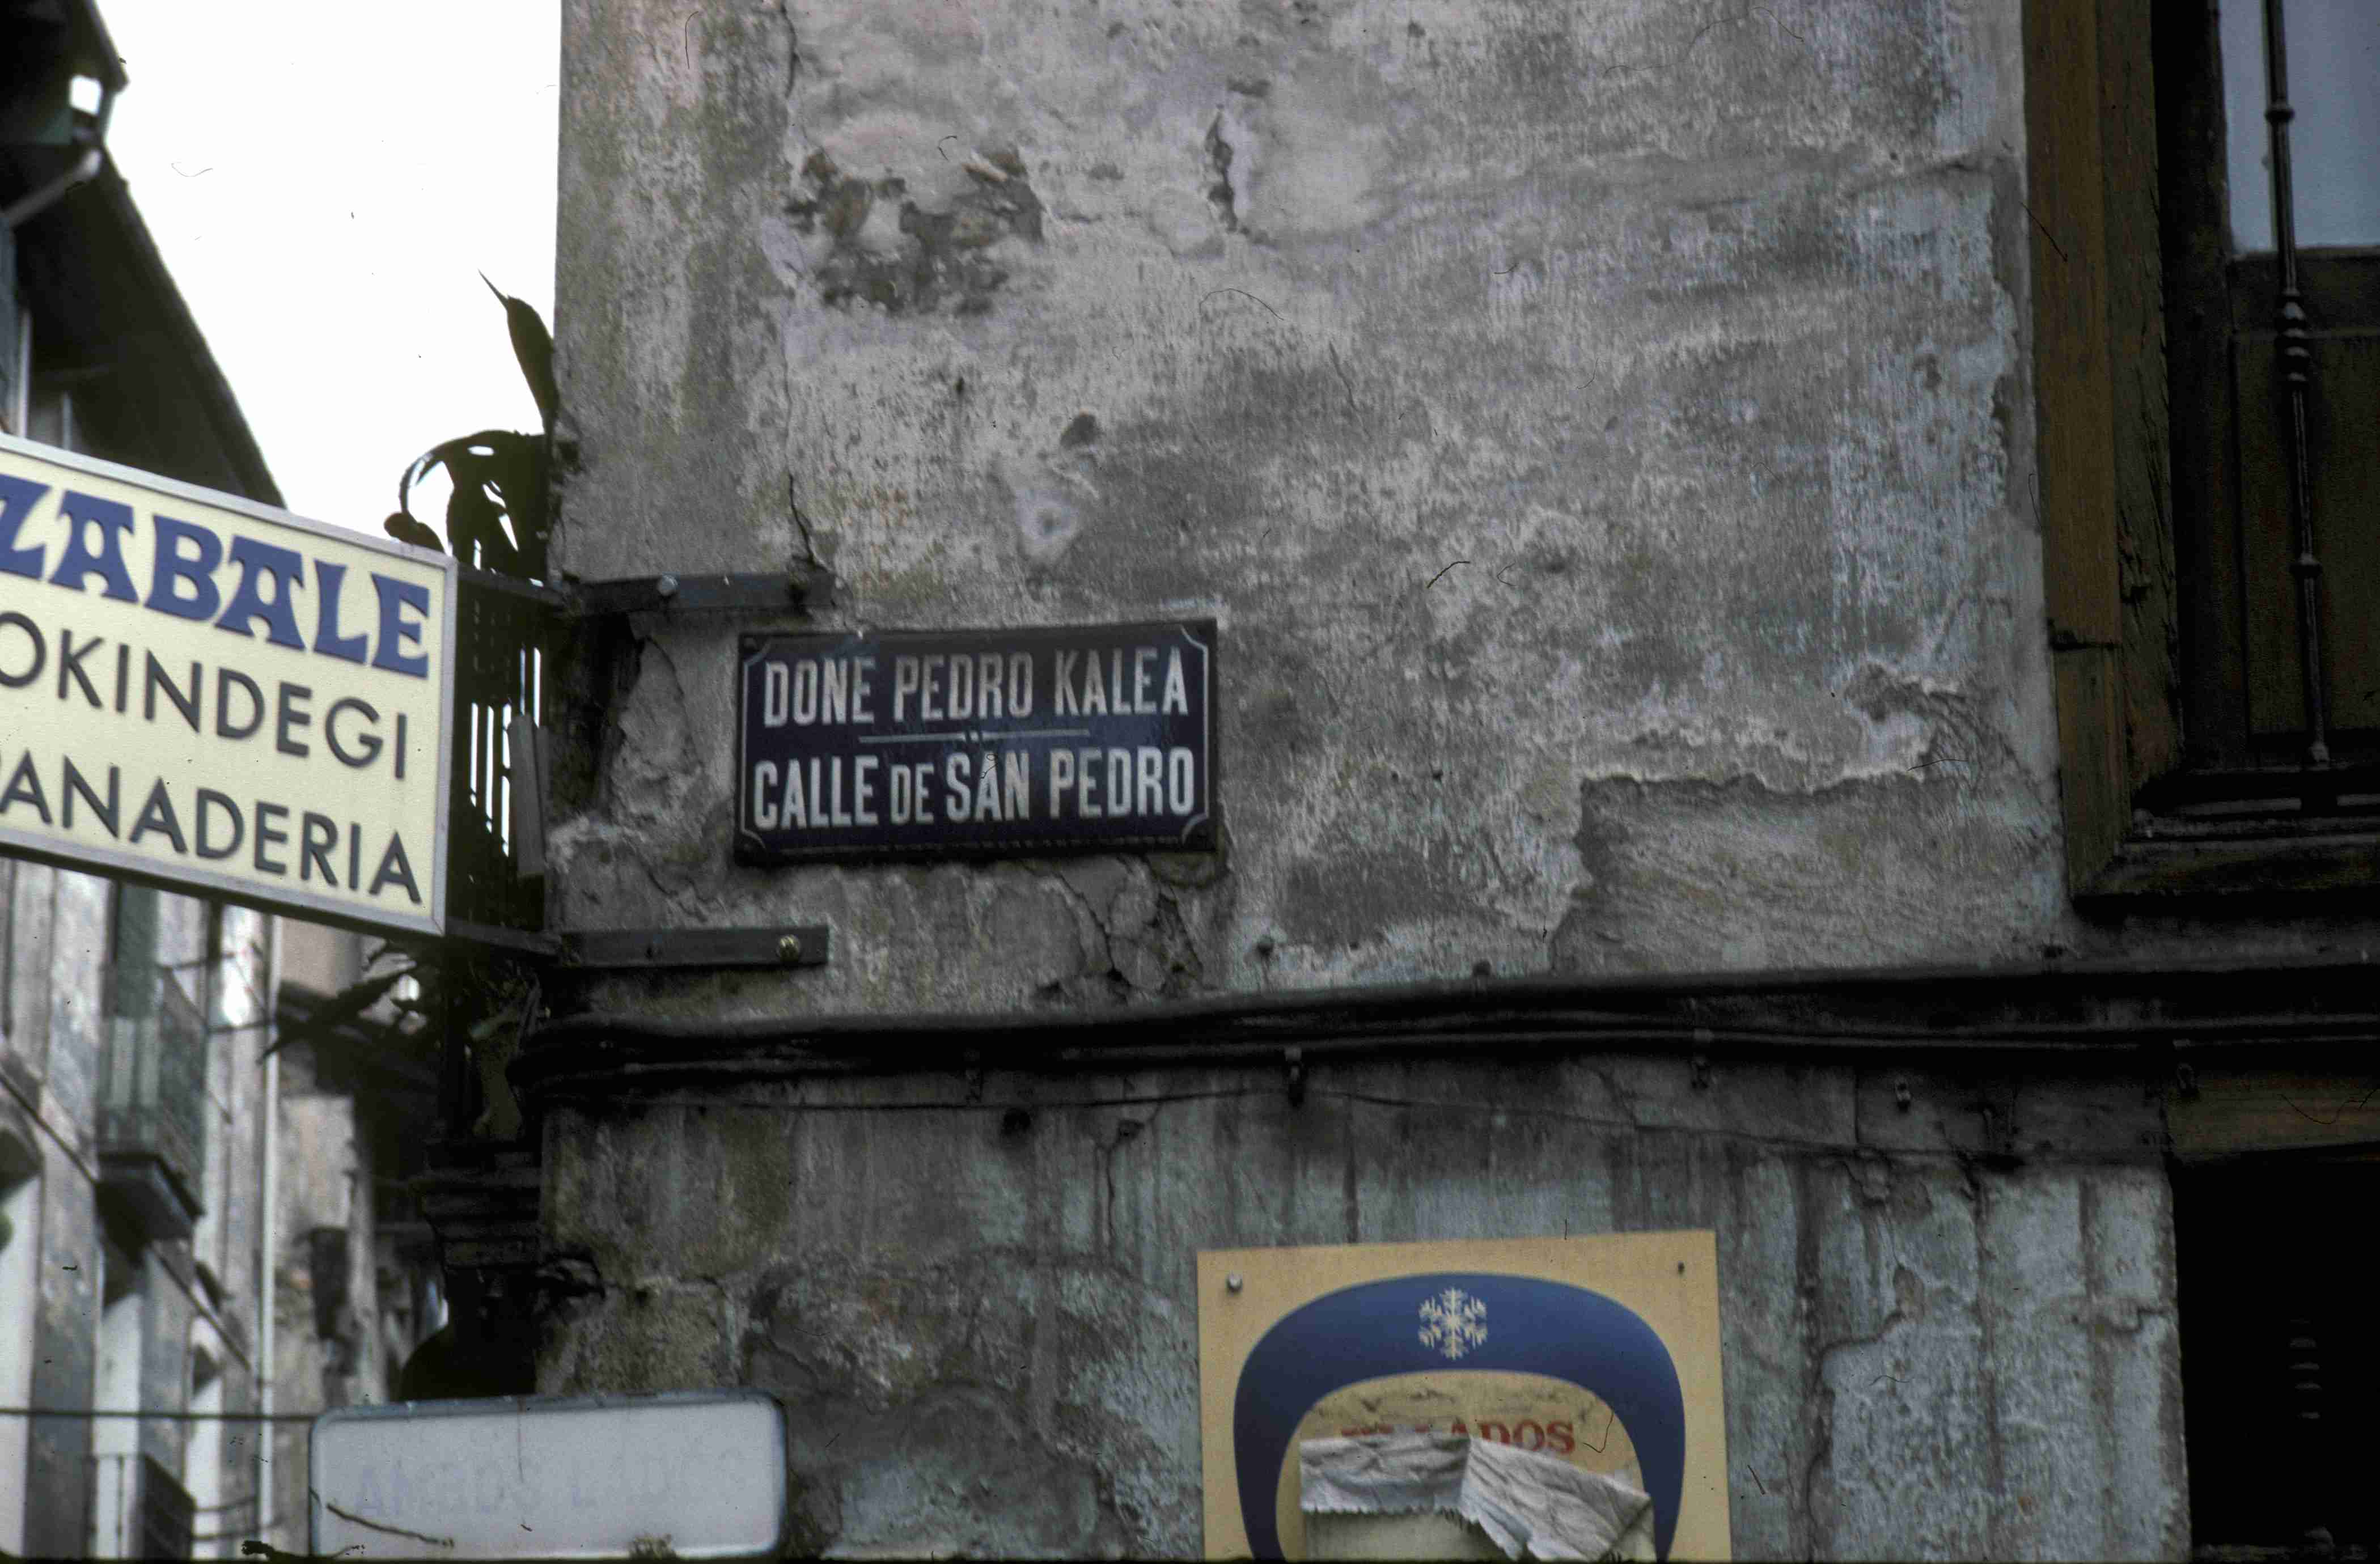 ZABALE
OKINDEGI
PANADERIA
DONE PEDRO KALEA
CALLE DE SAN PEDRO